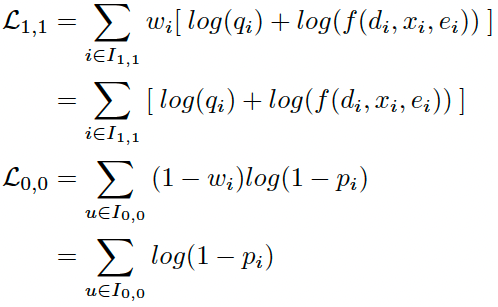 ℒ₁,₁ = ∑_{i∈I₁,₁} wᵢ[ log(qᵢ) + log(f(dᵢ, xᵢ, eᵢ)) ]
= ∑_{i∈I₁,₁} [ log(qᵢ) + log(f(dᵢ, xᵢ, eᵢ)) ]
ℒ₀,₀ = ∑_{u∈I₀,₀} (1 − wᵢ)log(1 − pᵢ)
= ∑_{u∈I₀,₀} log(1 − pᵢ)